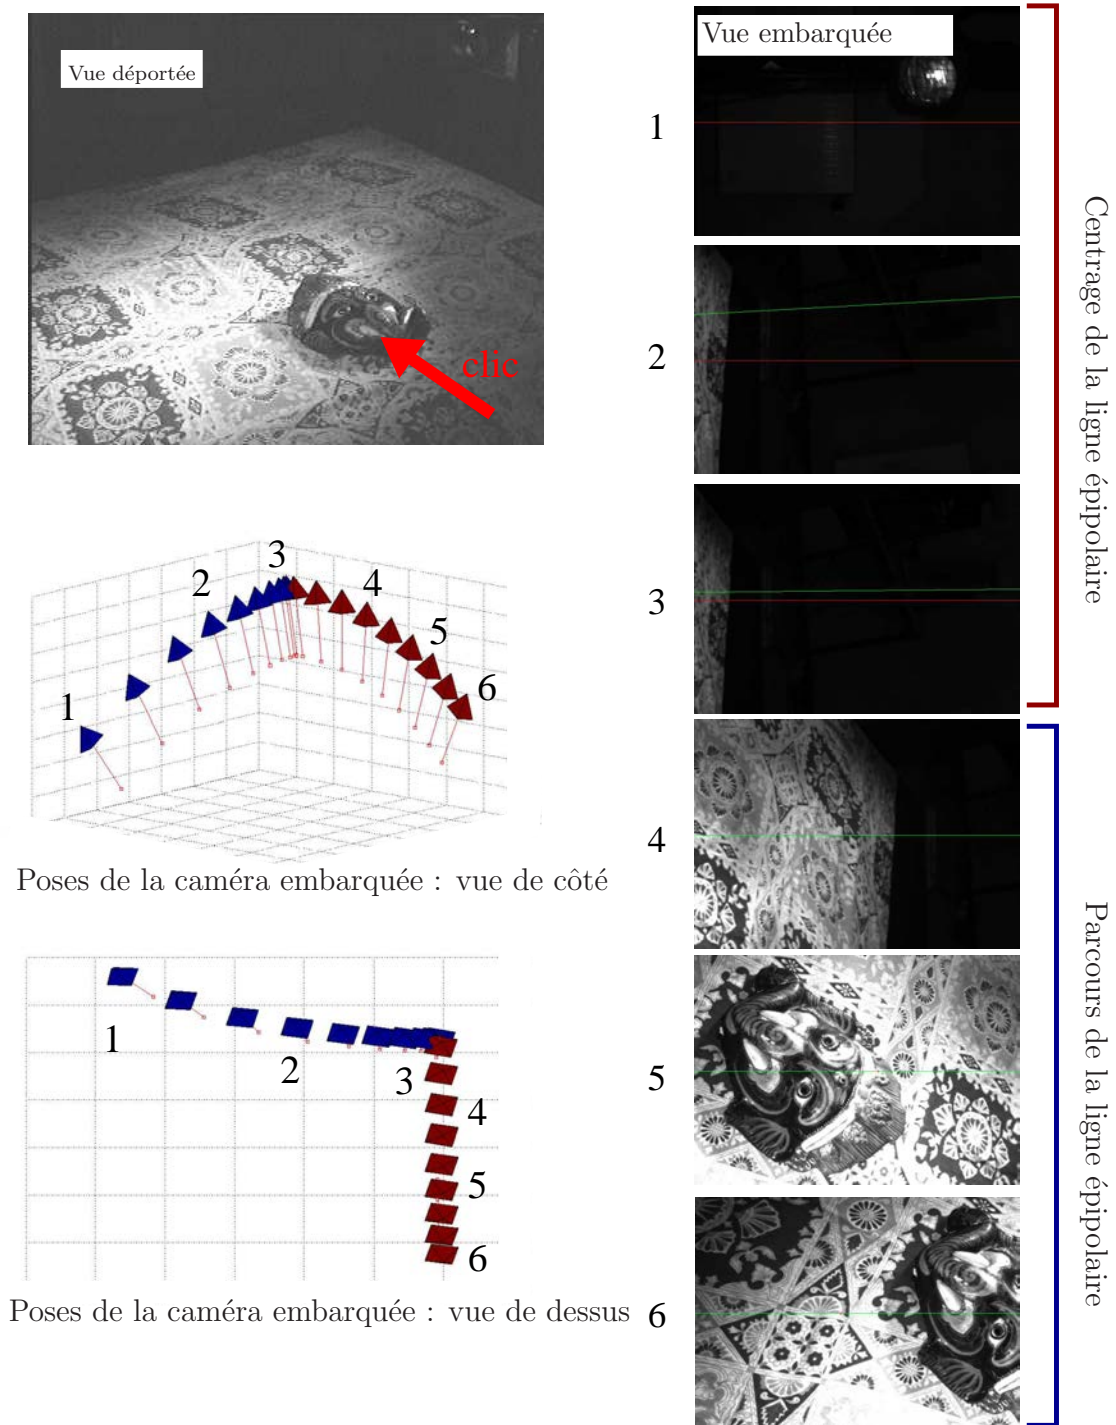 Vue déportée
clic
Vue embarquée
1
2
3
4
5
6
Centrage de la ligne épipolaire
Parcours de la ligne épipolaire
1
2
3
4
5
6
Poses de la caméra embarquée : vue de côté
1
2
3
4
5
6
Poses de la caméra embarquée : vue de dessus